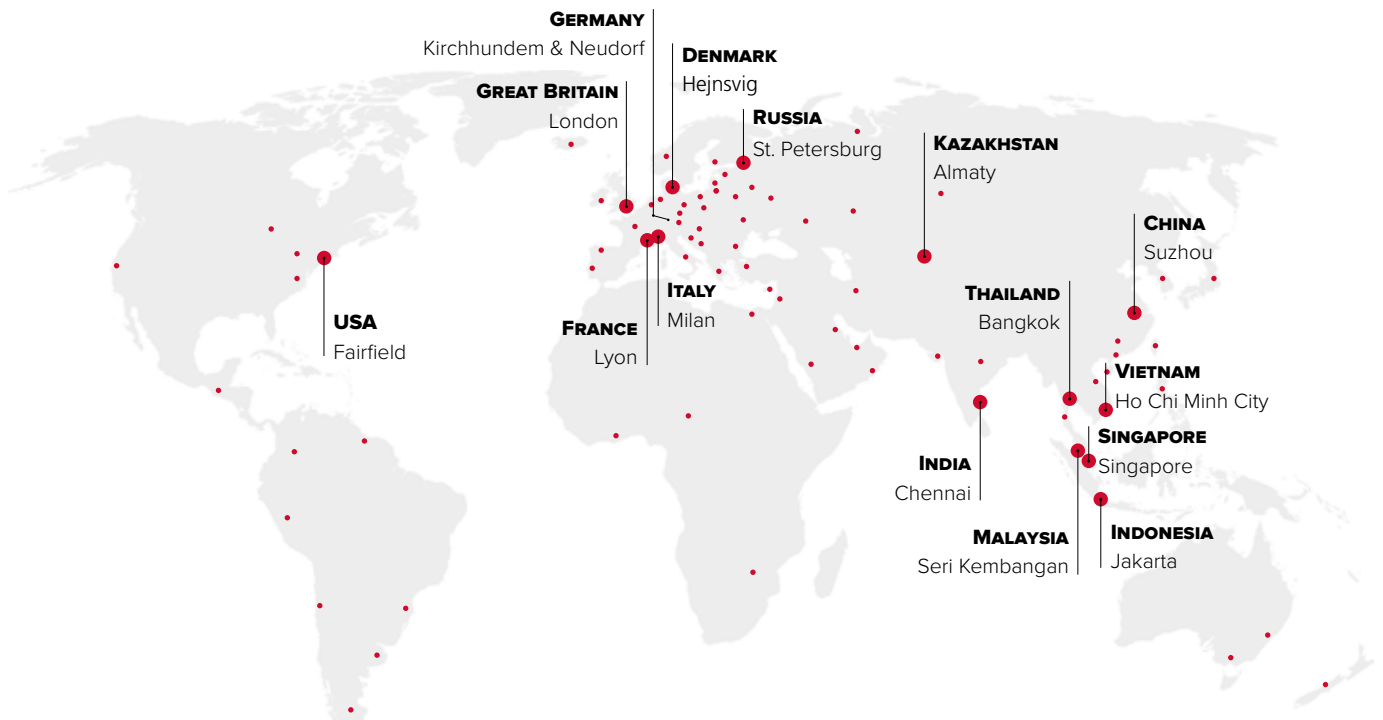 GERMANY
Kirchhundem & Neudorf
DENMARK
Hejnsvig
GREAT BRITAIN
London
RUSSIA
St. Petersburg
KAZAKHSTAN
Almaty
CHINA
Suzhou
THAILAND
Bangkok
ITALY
Milan
FRANCE
Lyon
USA
Fairfield
VIETNAM
Ho Chi Minh City
SINGAPORE
Singapore
INDIA
Chennai
MALAYSIA
Seri Kembangan
INDONESIA
Jakarta